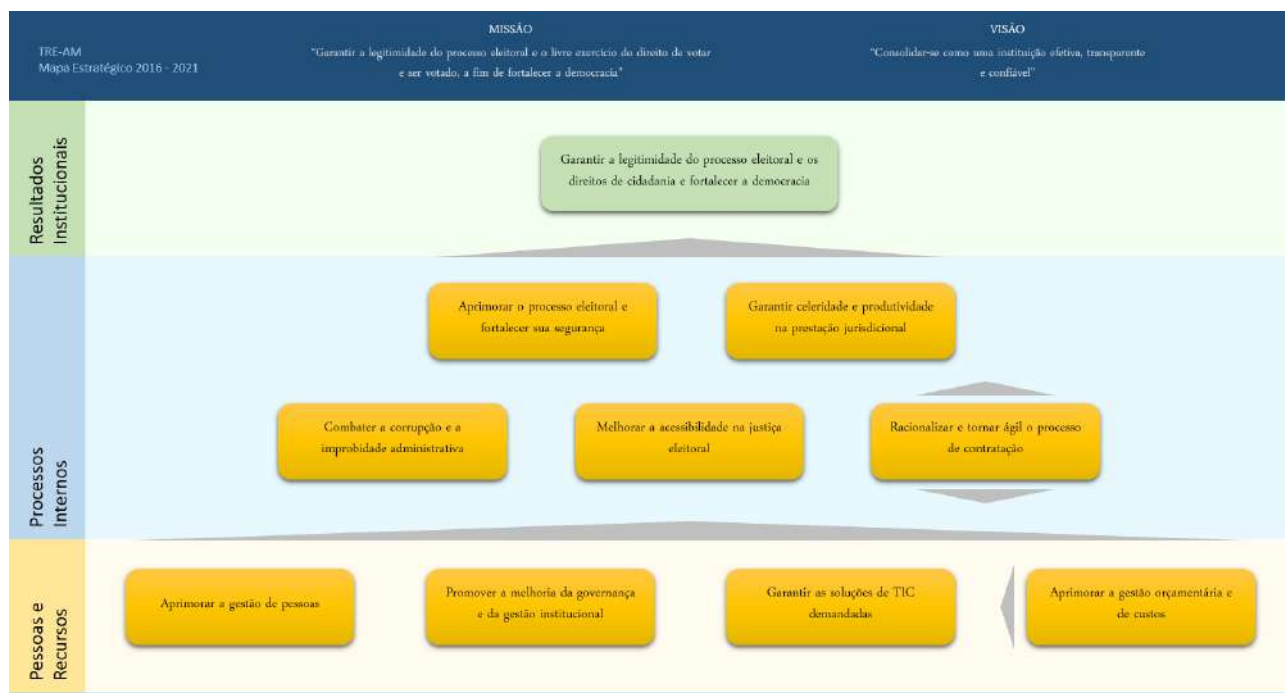 MISSÃO
VISÃO
TRE-AM
Mapa Estratégico 2016 - 2021
"Garantir a legitimidade do processo eleitoral e o livre exercício do direito de votar
e ser votado, a fim de fortalecer a democracia"
"Consolidar-se como uma instituição efetiva, transparente
e confiável"
Resultados
Institucionais
Garantir a legitimidade do processo eleitoral e os
direitos de cidadania e fortalecer a democracia
Processos
Internos
Aprimorar o processo eleitoral e
fortalecer sua segurança
Garantir celeridade e produtividade
na prestação jurisdicional
Combater a corrupção e a
improbidade administrativa
Melhorar a acessibilidade na justiça
eleitoral
Racionalizar e tornar ágil o processo
de contratação
Pessoas e
Recursos
Aprimorar a gestão de pessoas
Promover a melhoria da governança
e da gestão institucional
Garantir as soluções de TIC
demandadas
Aprimorar a gestão orçamentária e
de custos